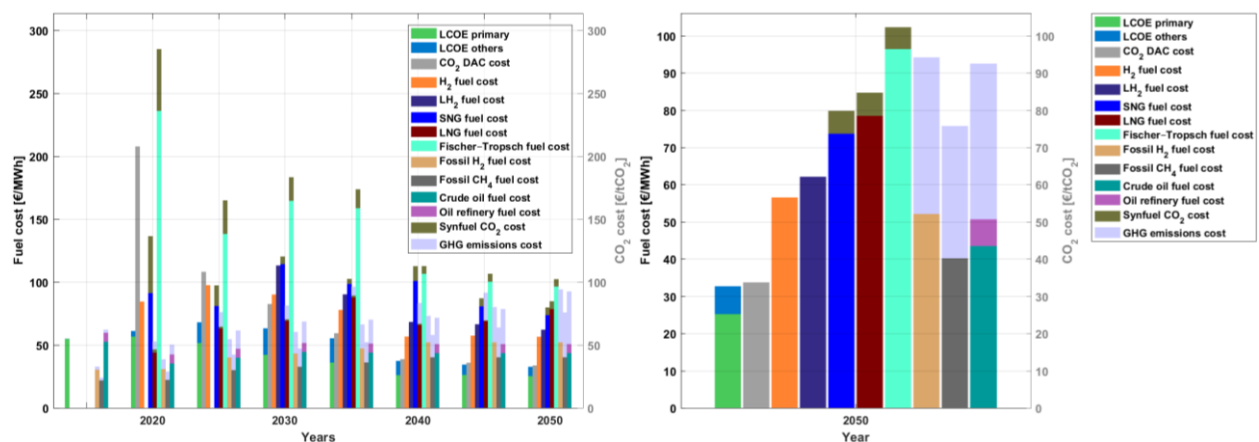 300
250
200
150
100
50
0
Fuel cost [€/MWh]
2020
2030
2040
2050
Years
300
250
200
150
100
50
0
CO2 cost [€/tCO2]
LCOE primary
LCOE others
CO2 DAC cost
H2 fuel cost
LH2 fuel cost
SNG fuel cost
LNG fuel cost
Fischer−Tropsch fuel cost
Fossil H2 fuel cost
Fossil CH4 fuel cost
Crude oil fuel cost
Oil refinery fuel cost
Synfuel CO2 cost
GHG emissions cost
100
90
80
70
60
50
40
30
20
10
0
Fuel cost [€/MWh]
2050
Year
100
90
80
70
60
50
40
30
20
10
0
CO2 cost [€/tCO2]
LCOE primary
LCOE others
CO2 DAC cost
H2 fuel cost
LH2 fuel cost
SNG fuel cost
LNG fuel cost
Fischer−Tropsch fuel cost
Fossil H2 fuel cost
Fossil CH4 fuel cost
Crude oil fuel cost
Oil refinery fuel cost
Synfuel CO2 cost
GHG emissions cost